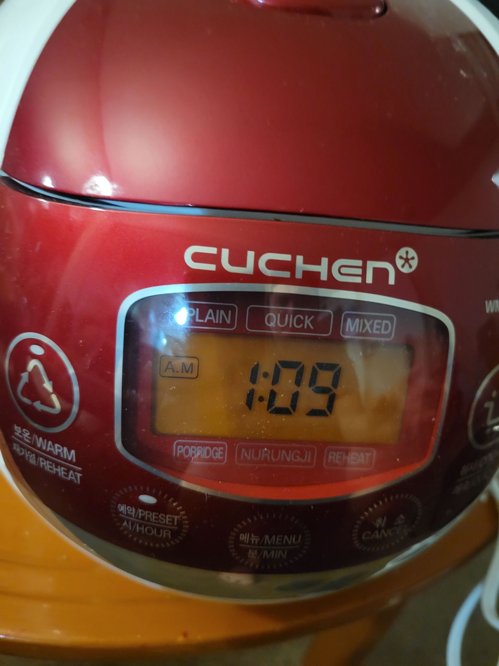 CUCHEN
PLAIN QUICK MIXED
A.M
1:09
PORRIDGE NURUNGJI REHEAT
보온/WARM
재가열/REHEAT
예약/PRESET
시/HOUR
메뉴/MENU
분/MIN
취소
CANCEL